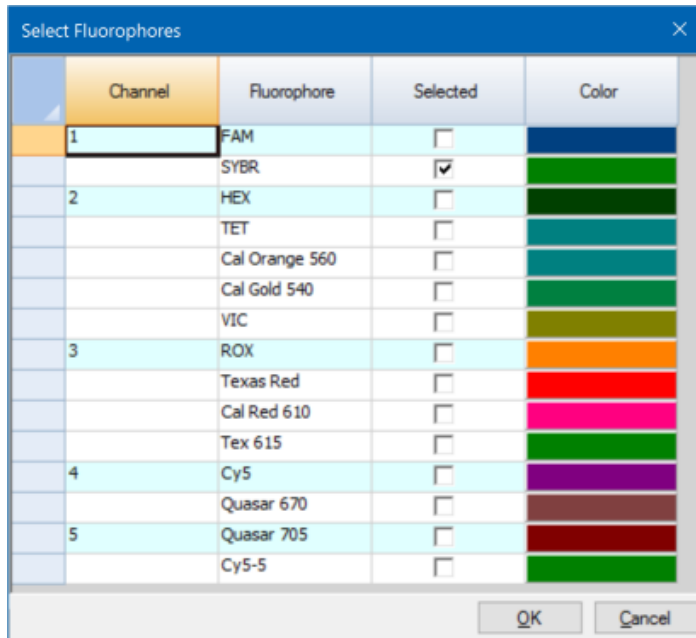 Select Fluorophores
Channel Fluorophore Selected Color
1 FAM
SYBR
2 HEX
TET
Cal Orange 560
Cal Gold 540
VIC
3 ROX
Texas Red
Cal Red 610
Tex 615
4 Cy5
Quasar 670
5 Quasar 705
Cy5-5
OK Cancel